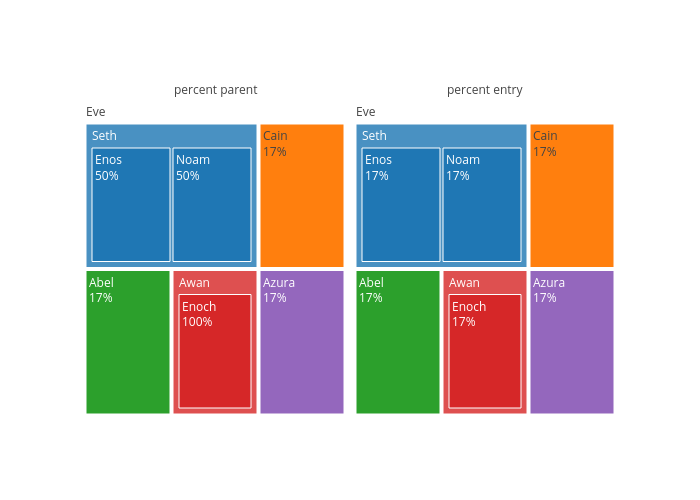 percent parent
percent entry
Eve
Seth
Enos
50%
Noam
50%
Cain
17%
Abel
17%
Awan
Enoch
100%
Azura
17%
Eve
Seth
Enos
17%
Noam
17%
Cain
17%
Abel
17%
Awan
Enoch
17%
Azura
17%